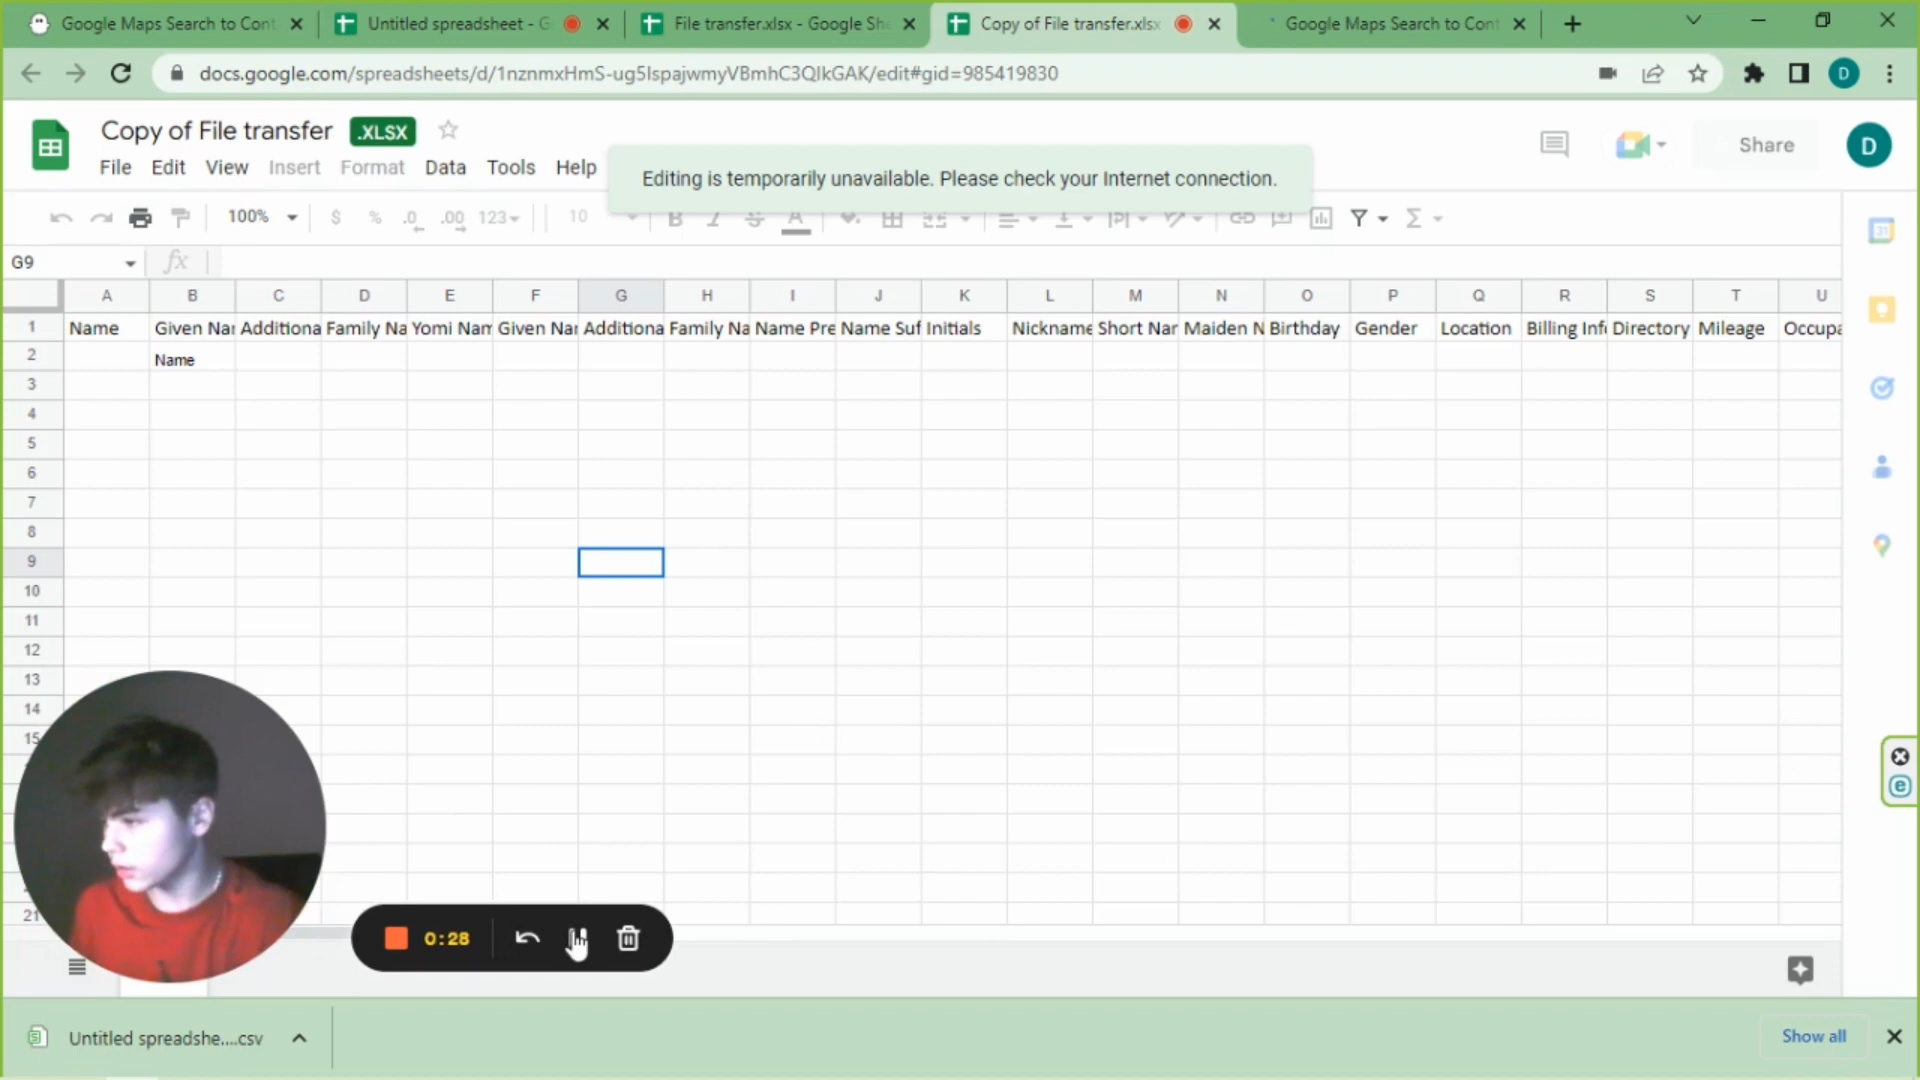 Google Maps Search to Cont
Untitled spreadsheet - G
File transfer.xlsx - Google She
Copy of File transfer.xlsx
Google Maps Search to Cont
docs.google.com/spreadsheets/d/1nznmxHmS-ug5IspajwmyVBmhC3QIkGAK/edit#gid=985419830
D
Copy of File transfer .XLSX
Share
D
File Edit View Insert Format Data Tools Help
Editing is temporarily unavailable. Please check your Internet connection.
100% $ % .0 .00 123 10 B I S A Σ
31
G9 fx
A B C D E F G H I J K L M N O P Q R S T U
1 Name Given Nar Additiona Family Na Yomi Nam Given Nar Additiona Family Na Name Pre Name Suf Initials Nickname Short Nar Maiden N Birthday Gender Location Billing Info Directory Mileage Occupa
2 Name
3
4
5
6
7
8
9
10
11
12
13
14
15
21
0:28
Untitled spreadshe....csv
Show all